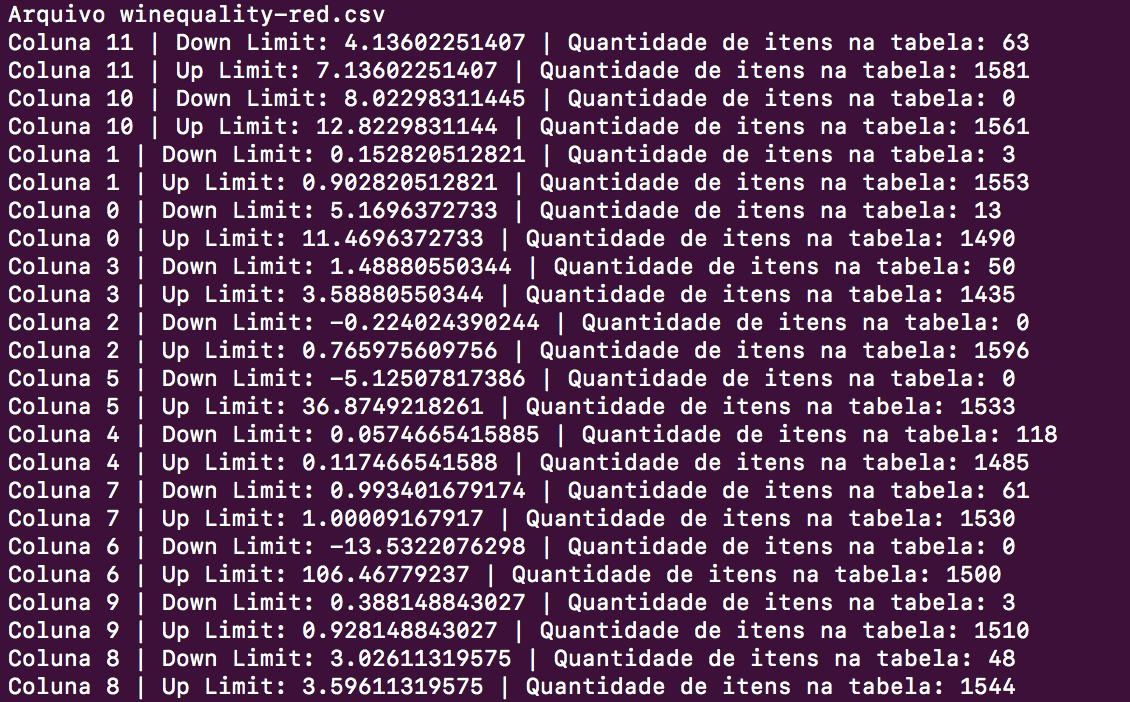 Arquivo winequality-red.csv
Coluna 11 | Down Limit: 4.13602251407 | Quantidade de itens na tabela: 63
Coluna 11 | Up Limit: 7.13602251407 | Quantidade de itens na tabela: 1581
Coluna 10 | Down Limit: 8.02298311445 | Quantidade de itens na tabela: 0
Coluna 10 | Up Limit: 12.8229831144 | Quantidade de itens na tabela: 1561
Coluna 1 | Down Limit: 0.152820512821 | Quantidade de itens na tabela: 3
Coluna 1 | Up Limit: 0.902820512821 | Quantidade de itens na tabela: 1553
Coluna 0 | Down Limit: 5.1696372733 | Quantidade de itens na tabela: 13
Coluna 0 | Up Limit: 11.4696372733 | Quantidade de itens na tabela: 1490
Coluna 3 | Down Limit: 1.48880550344 | Quantidade de itens na tabela: 50
Coluna 3 | Up Limit: 3.58880550344 | Quantidade de itens na tabela: 1435
Coluna 2 | Down Limit: -0.224024390244 | Quantidade de itens na tabela: 0
Coluna 2 | Up Limit: 0.765975609756 | Quantidade de itens na tabela: 1596
Coluna 5 | Down Limit: -5.12507817386 | Quantidade de itens na tabela: 0
Coluna 5 | Up Limit: 36.8749218261 | Quantidade de itens na tabela: 1533
Coluna 4 | Down Limit: 0.0574665415885 | Quantidade de itens na tabela: 118
Coluna 4 | Up Limit: 0.117466541588 | Quantidade de itens na tabela: 1485
Coluna 7 | Down Limit: 0.993401679174 | Quantidade de itens na tabela: 61
Coluna 7 | Up Limit: 1.00009167917 | Quantidade de itens na tabela: 1530
Coluna 6 | Down Limit: -13.5322076298 | Quantidade de itens na tabela: 0
Coluna 6 | Up Limit: 106.46779237 | Quantidade de itens na tabela: 1500
Coluna 9 | Down Limit: 0.388148843027 | Quantidade de itens na tabela: 3
Coluna 9 | Up Limit: 0.928148843027 | Quantidade de itens na tabela: 1510
Coluna 8 | Down Limit: 3.02611319575 | Quantidade de itens na tabela: 48
Coluna 8 | Up Limit: 3.59611319575 | Quantidade de itens na tabela: 1544